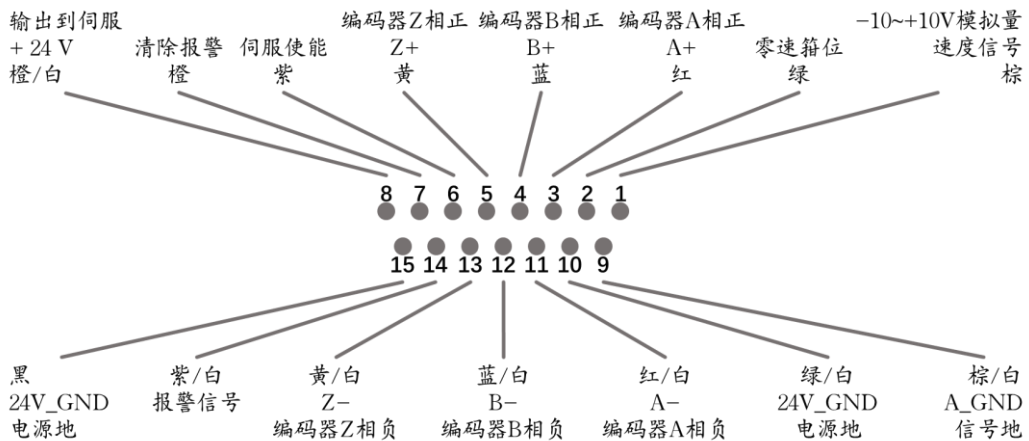 输出到伺服
+ 24 V
橙/白
清除报警
橙
伺服使能
紫
编码器Z相正
Z+
黄
编码器B相正
B+
蓝
编码器A相正
A+
红
零速箝位
绿
-10~+10V模拟量
速度信号
棕
8 7 6 5 4 3 2 1
15 14 13 12 11 10 9
黑
24V_GND
电源地
紫/白
报警信号
黄/白
Z-
编码器Z相负
蓝/白
B-
编码器B相负
红/白
A-
编码器A相负
绿/白
24V_GND
电源地
棕/白
A_GND
信号地